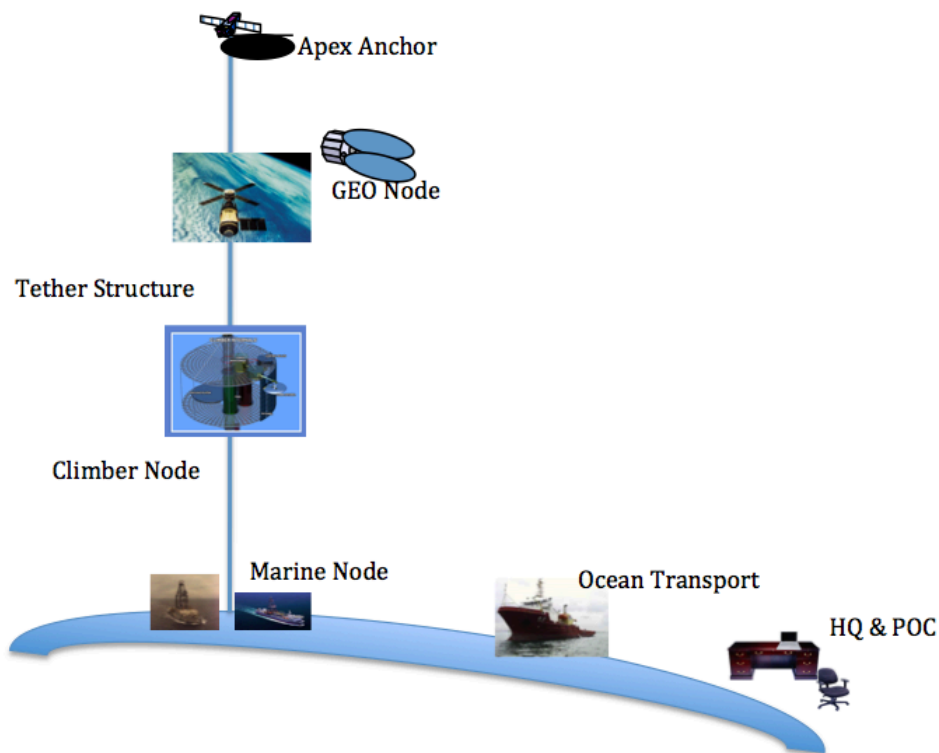 Apex Anchor
GEO Node
Tether Structure
Climber Node
Marine Node
Ocean Transport
HQ & POC